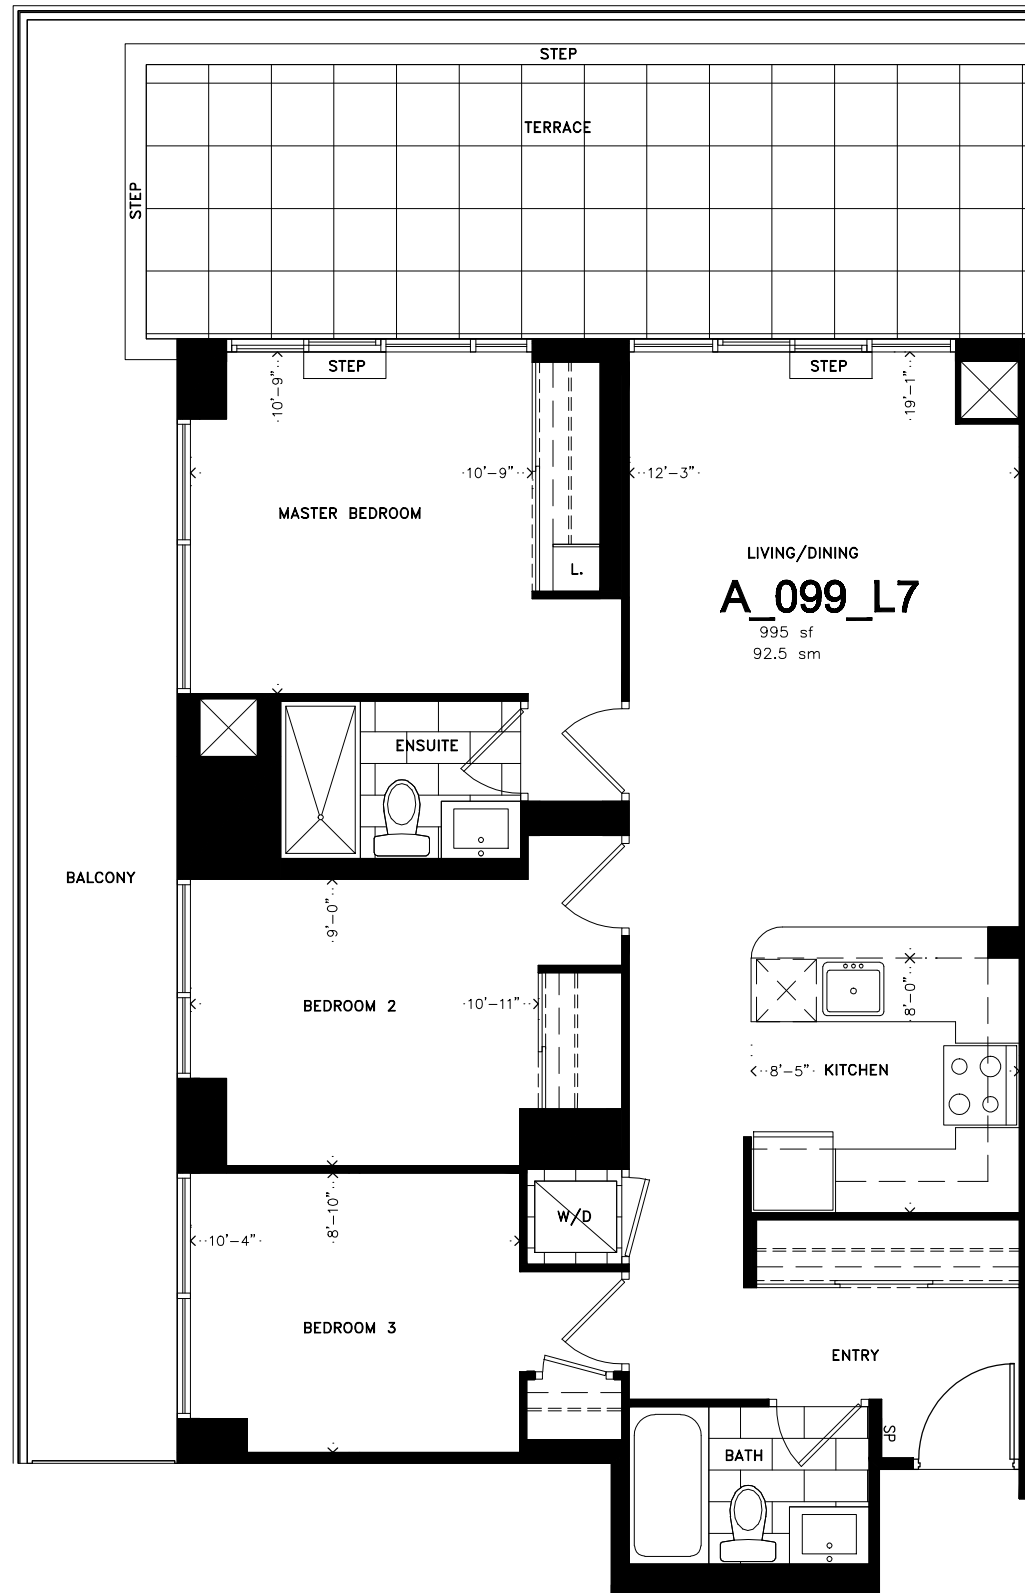 STEP
TERRACE
STEP
STEP
STEP
10'-9"
19'-1"
10'-9"
12'-3"
MASTER BEDROOM
LIVING/DINING
L.
A_099_L7
995 sf
92.5 sm
ENSUITE
BALCONY
9'-0"
BEDROOM 2
10'-11"
8'-0"
8'-5"
KITCHEN
8'-10"
W/D
10'-4"
BEDROOM 3
ENTRY
SP
BATH